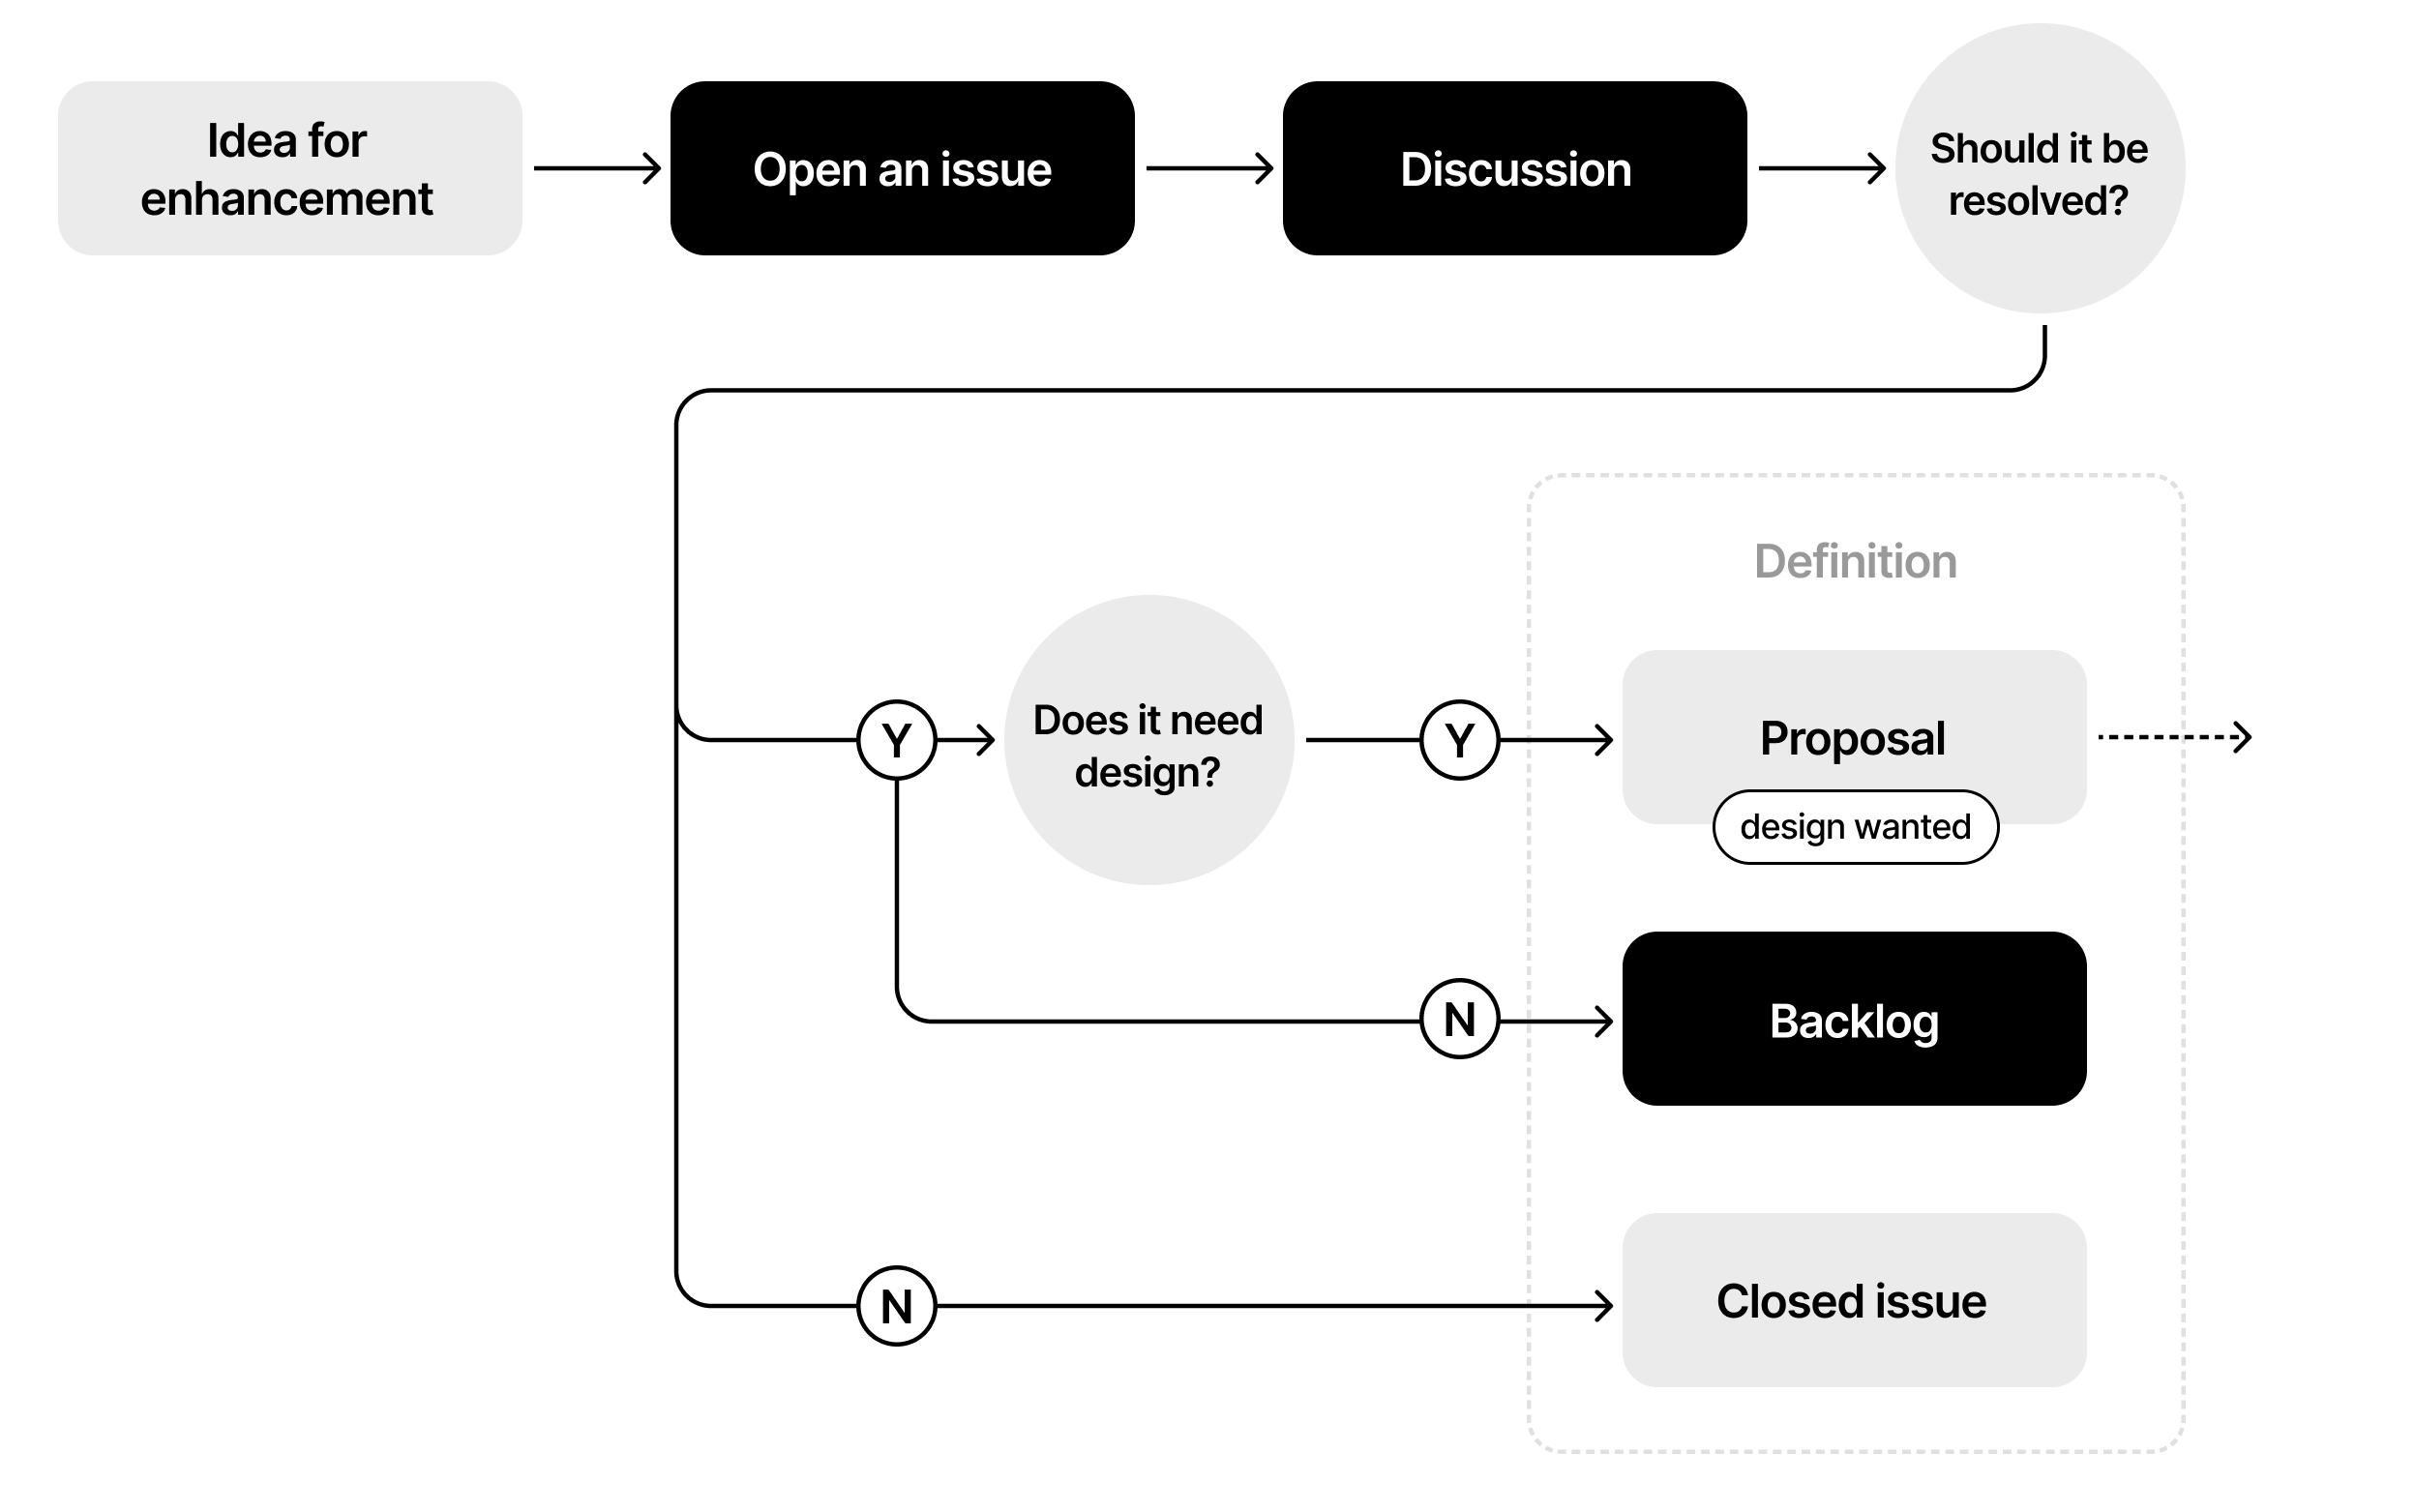 Idea for
enhancement
Open an issue
Discussion
Should it be
resolved?
Definition
Y
Does it need
design?
Y
Proposal
design wanted
N
Backlog
N
Closed issue